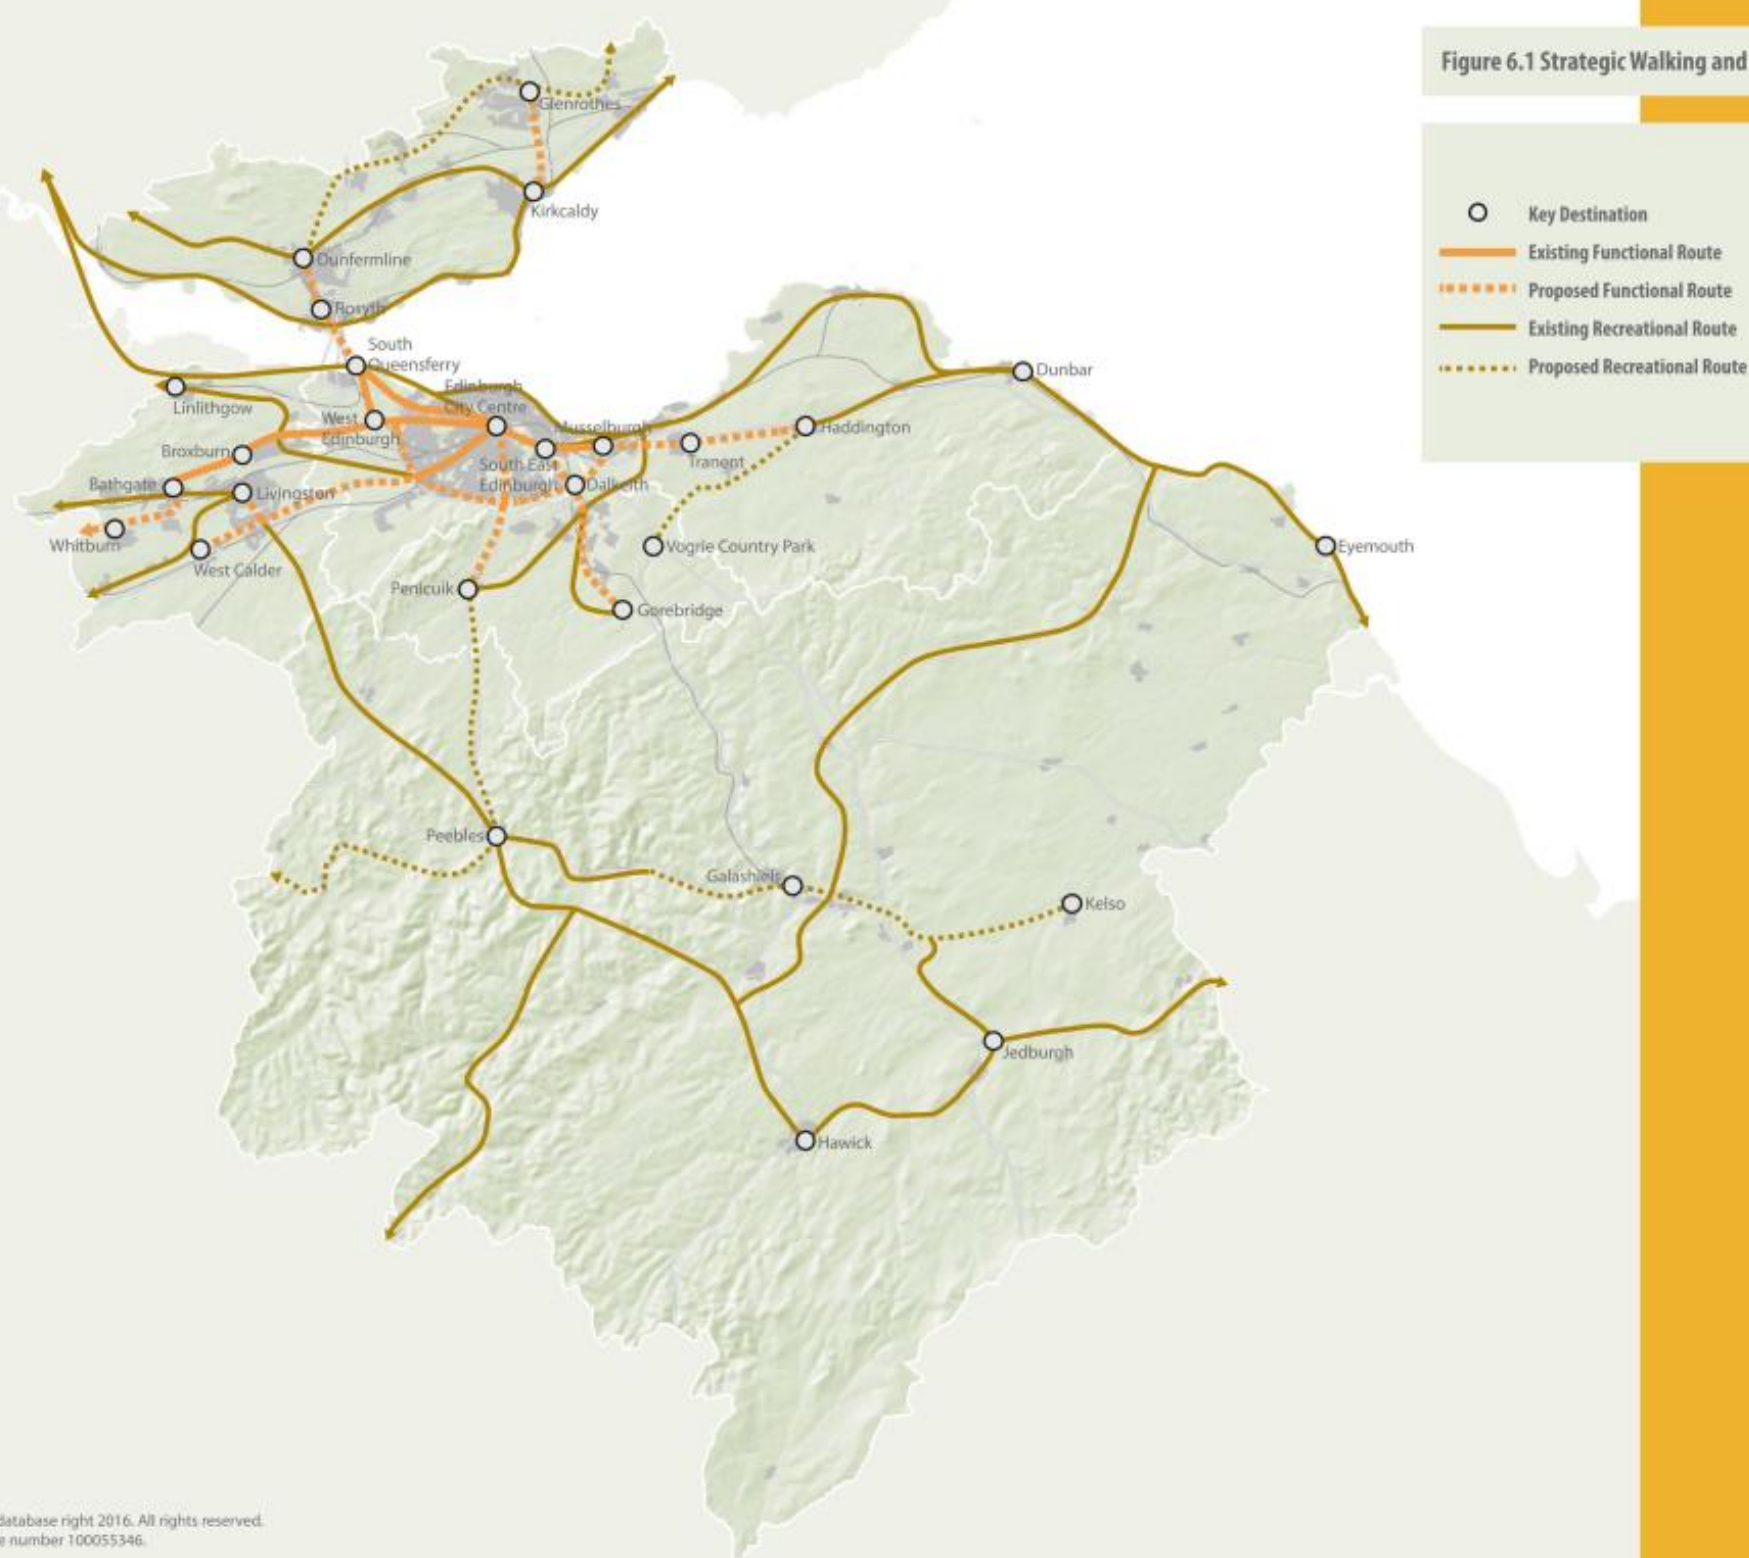 Figure 6.1 Strategic Walking and
Key Destination
Existing Functional Route
Proposed Functional Route
Existing Recreational Route
Proposed Recreational Route
Glenrothes
Kirkcaldy
Dunfermline
Rosyth
South
Queensferry
Linlithgow
Edinburgh
City Centre
West
Edinburgh
Musselburgh
Haddington
Dunbar
Broxburn
Tranent
South East
Edinburgh
Dalkeith
Bathgate
Livingston
Whitburn
Vogrie Country Park
Eyemouth
West Calder
Penicuik
Gorebridge
Peebles
Galashiels
Kelso
Jedburgh
Hawick
database right 2016. All rights reserved.
e number 100055346.